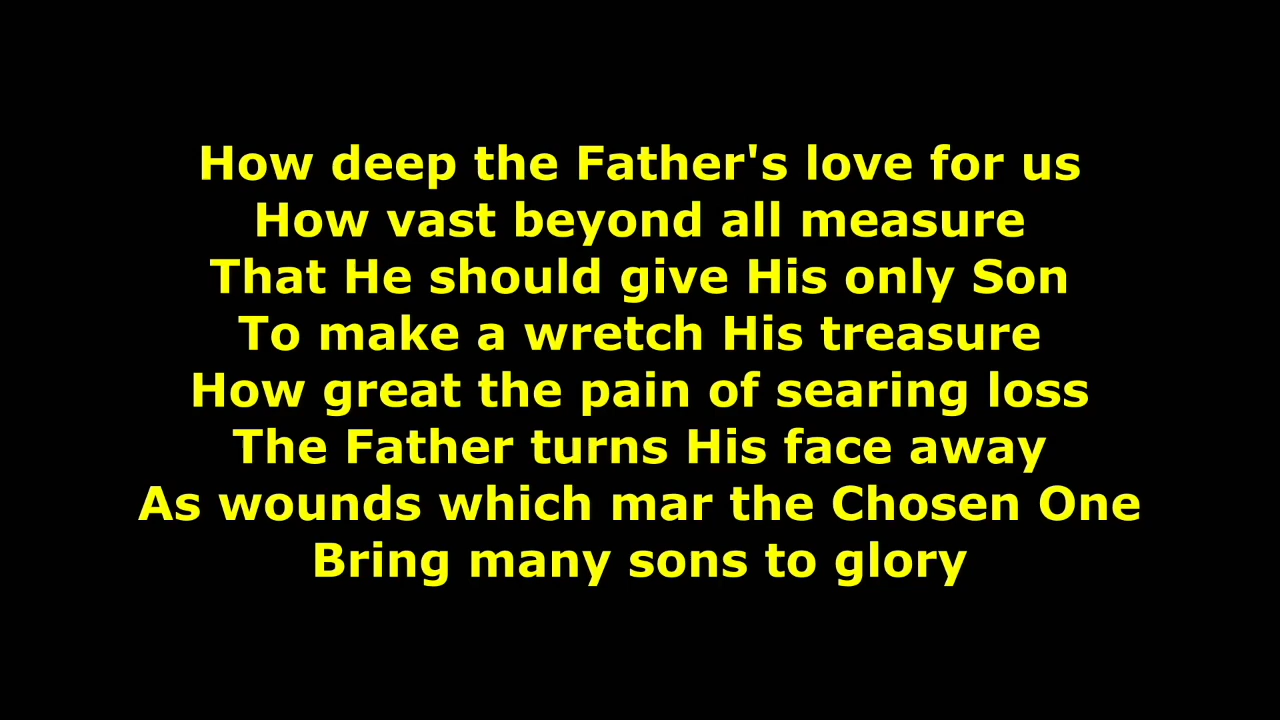 How deep the Father's love for us
How vast beyond all measure
That He should give His only Son
To make a wretch His treasure
How great the pain of searing loss
The Father turns His face away
As wounds which mar the Chosen One
Bring many sons to glory